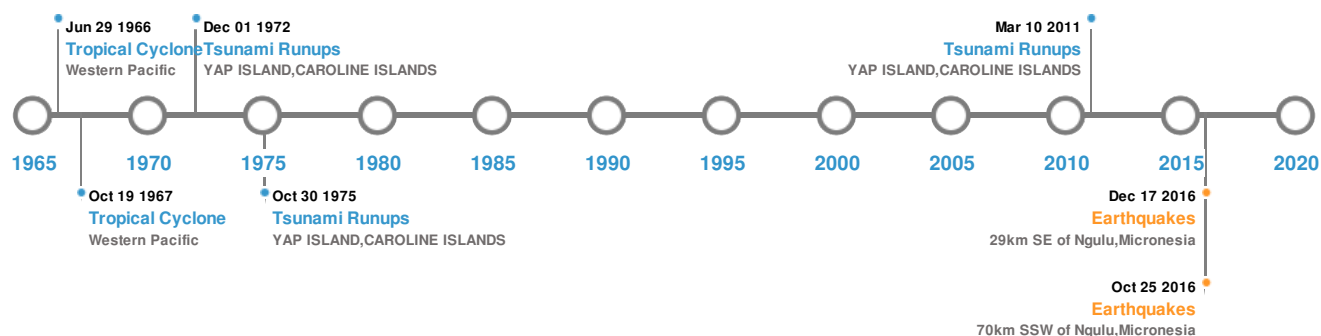 Jun 29 1966
Tropical Cyclone
Western Pacific
Dec 01 1972
Tsunami Runups
YAP ISLAND,CAROLINE ISLANDS
Mar 10 2011
Tsunami Runups
YAP ISLAND,CAROLINE ISLANDS
1965 1970 1975 1980 1985 1990 1995 2000 2005 2010 2015 2020
Oct 19 1967
Tropical Cyclone
Western Pacific
Oct 30 1975
Tsunami Runups
YAP ISLAND,CAROLINE ISLANDS
Dec 17 2016
Earthquakes
29km SE of Ngulu,Micronesia
Oct 25 2016
Earthquakes
70km SSW of Ngulu,Micronesia